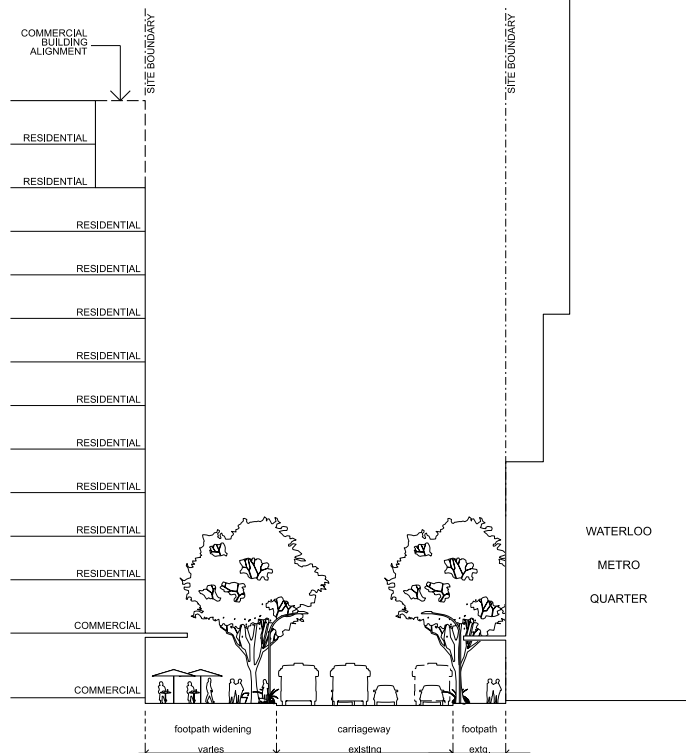 COMMERCIAL
BUILDING
ALIGNMENT
SITE BOUNDARY
SITE BOUNDARY
RESIDENTIAL
RESIDENTIAL
RESIDENTIAL
RESIDENTIAL
RESIDENTIAL
RESIDENTIAL
RESIDENTIAL
RESIDENTIAL
RESIDENTIAL
RESIDENTIAL
RESIDENTIAL
COMMERCIAL
COMMERCIAL
WATERLOO
METRO
QUARTER
footpath widening
varies
carriageway
existing
footpath
extg.